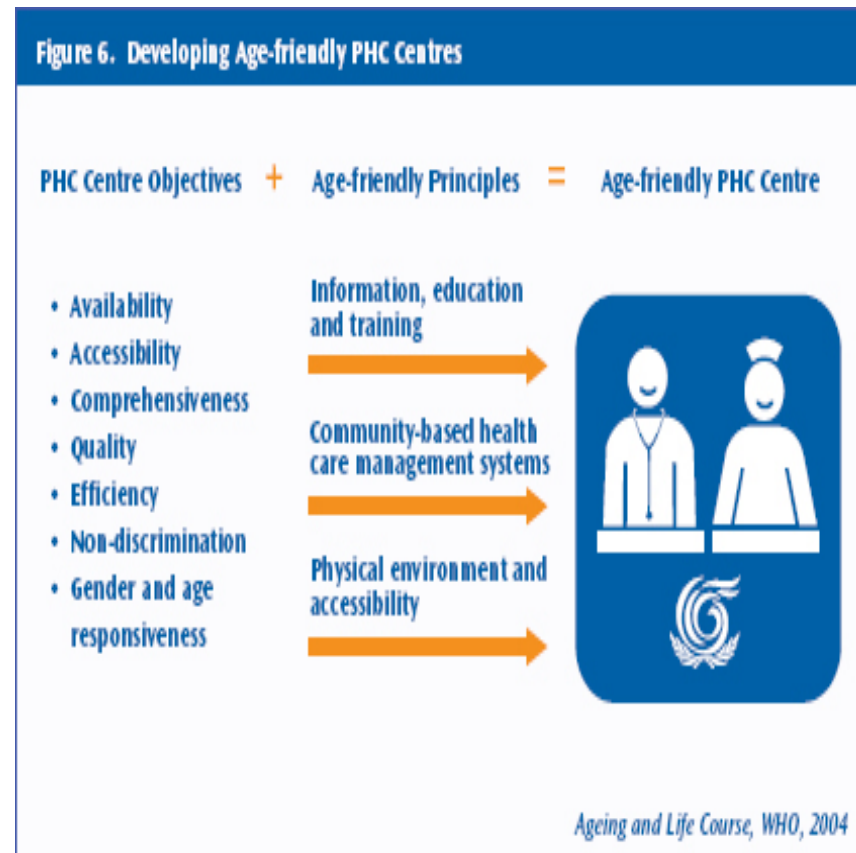 Figure 6. Developing Age-friendly PHC Centres
PHC Centre Objectives + Age-friendly Principles = Age-friendly PHC Centre
• Availability
• Accessibility
• Comprehensiveness
• Quality
• Efficiency
• Non-discrimination
• Gender and age
responsiveness
Information, education
and training
Community-based health
care management systems
Physical environment and
accessibility
Ageing and Life Course, WHO, 2004